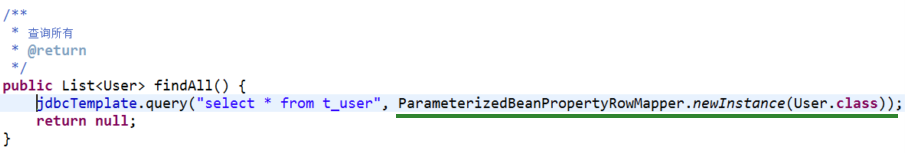 /**
 * 查询所有
 * @return
 */
public List<User> findAll() {
    jdbcTemplate.query("select * from t_user", ParameterizedBeanPropertyRowMapper.newInstance(User.class));
    return null;
}